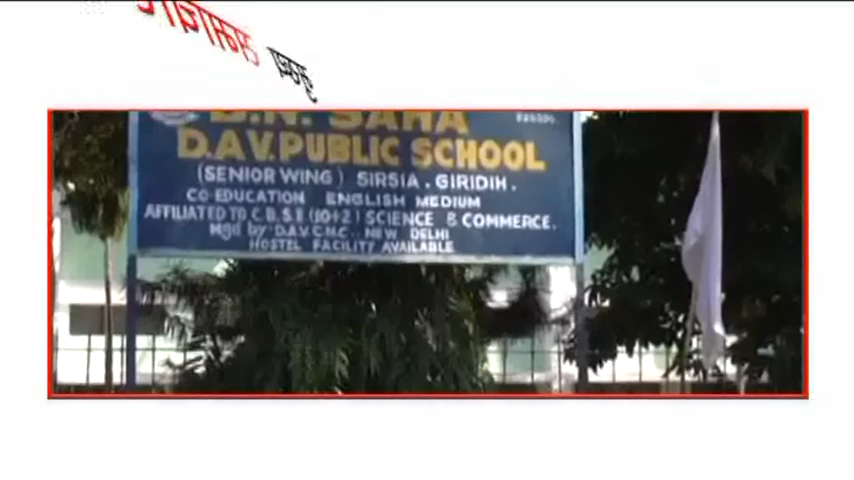 B.N. SAHA
D.A.V. PUBLIC SCHOOL
(SENIOR WING) SIRSIA . GIRIDIH .
CO EDUCATION ENGLISH MEDIUM
AFFILIATED TO C.B.S.E (10+2) SCIENCE & COMMERCE.
Mgd by D.A.V.C.M.C. NEW DELHI
HOSTEL FACILITY AVAILABLE